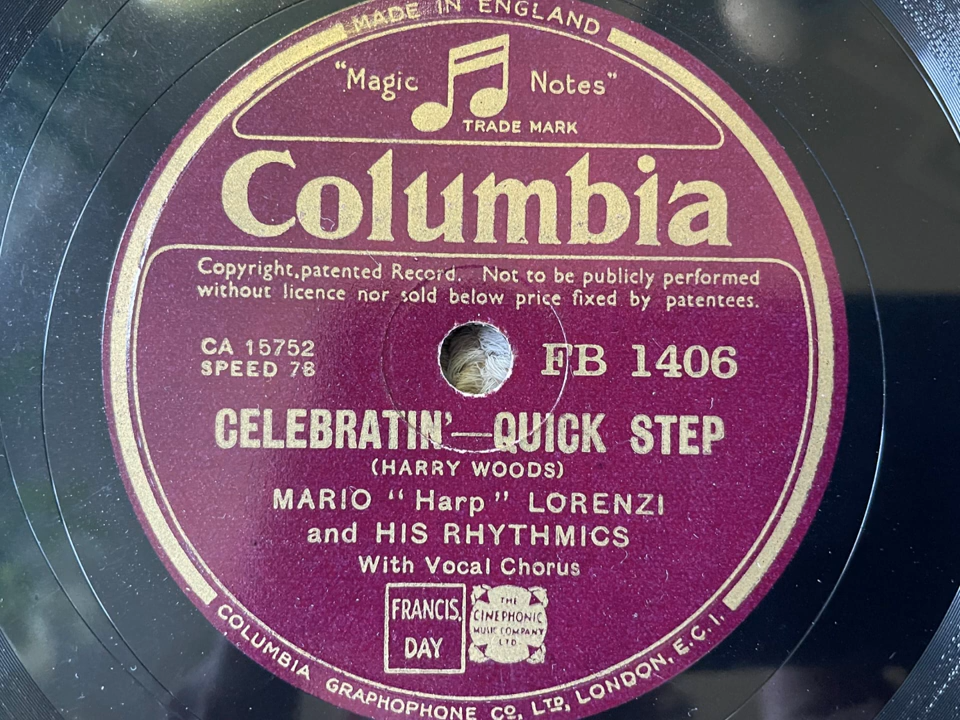 MADE IN ENGLAND
"Magic Notes"
TRADE MARK
Columbia
Copyright, patented Record. Not to be publicly performed
without licence nor sold below price fixed by patentees.
CA 15752
SPEED 78
FB 1406
CELEBRATIN'—QUICK STEP
(HARRY WOODS)
MARIO "Harp" LORENZI
and HIS RHYTHMICS
With Vocal Chorus
FRANCIS,
DAY
THE
CINEPHONIC
MUSIC COMPANY
LTD
COLUMBIA GRAPHOPHONE CO., LTD, LONDON, E.C.1.